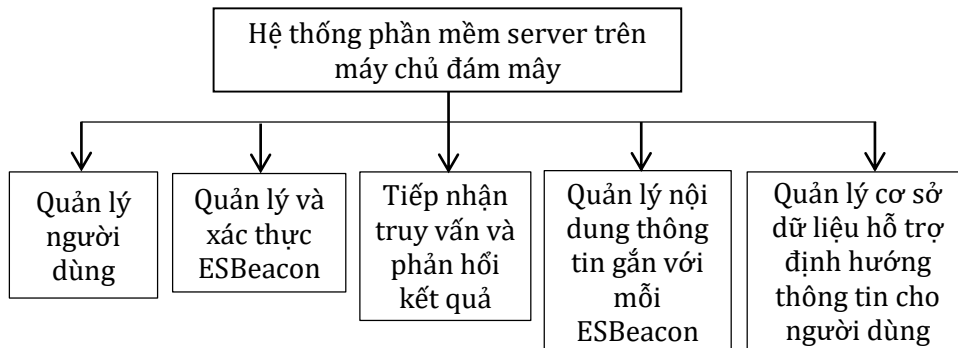 Hệ thống phần mềm server trên
máy chủ đám mây
Quản lý
người
dùng
Quản lý và
xác thực
ESBeacon
Tiếp nhận
truy vấn và
phản hồi
kết quả
Quản lý nội
dung thông
tin gắn với
mỗi
ESBeacon
Quản lý cơ sở
dữ liệu hỗ trợ
định hướng
thông tin cho
người dùng